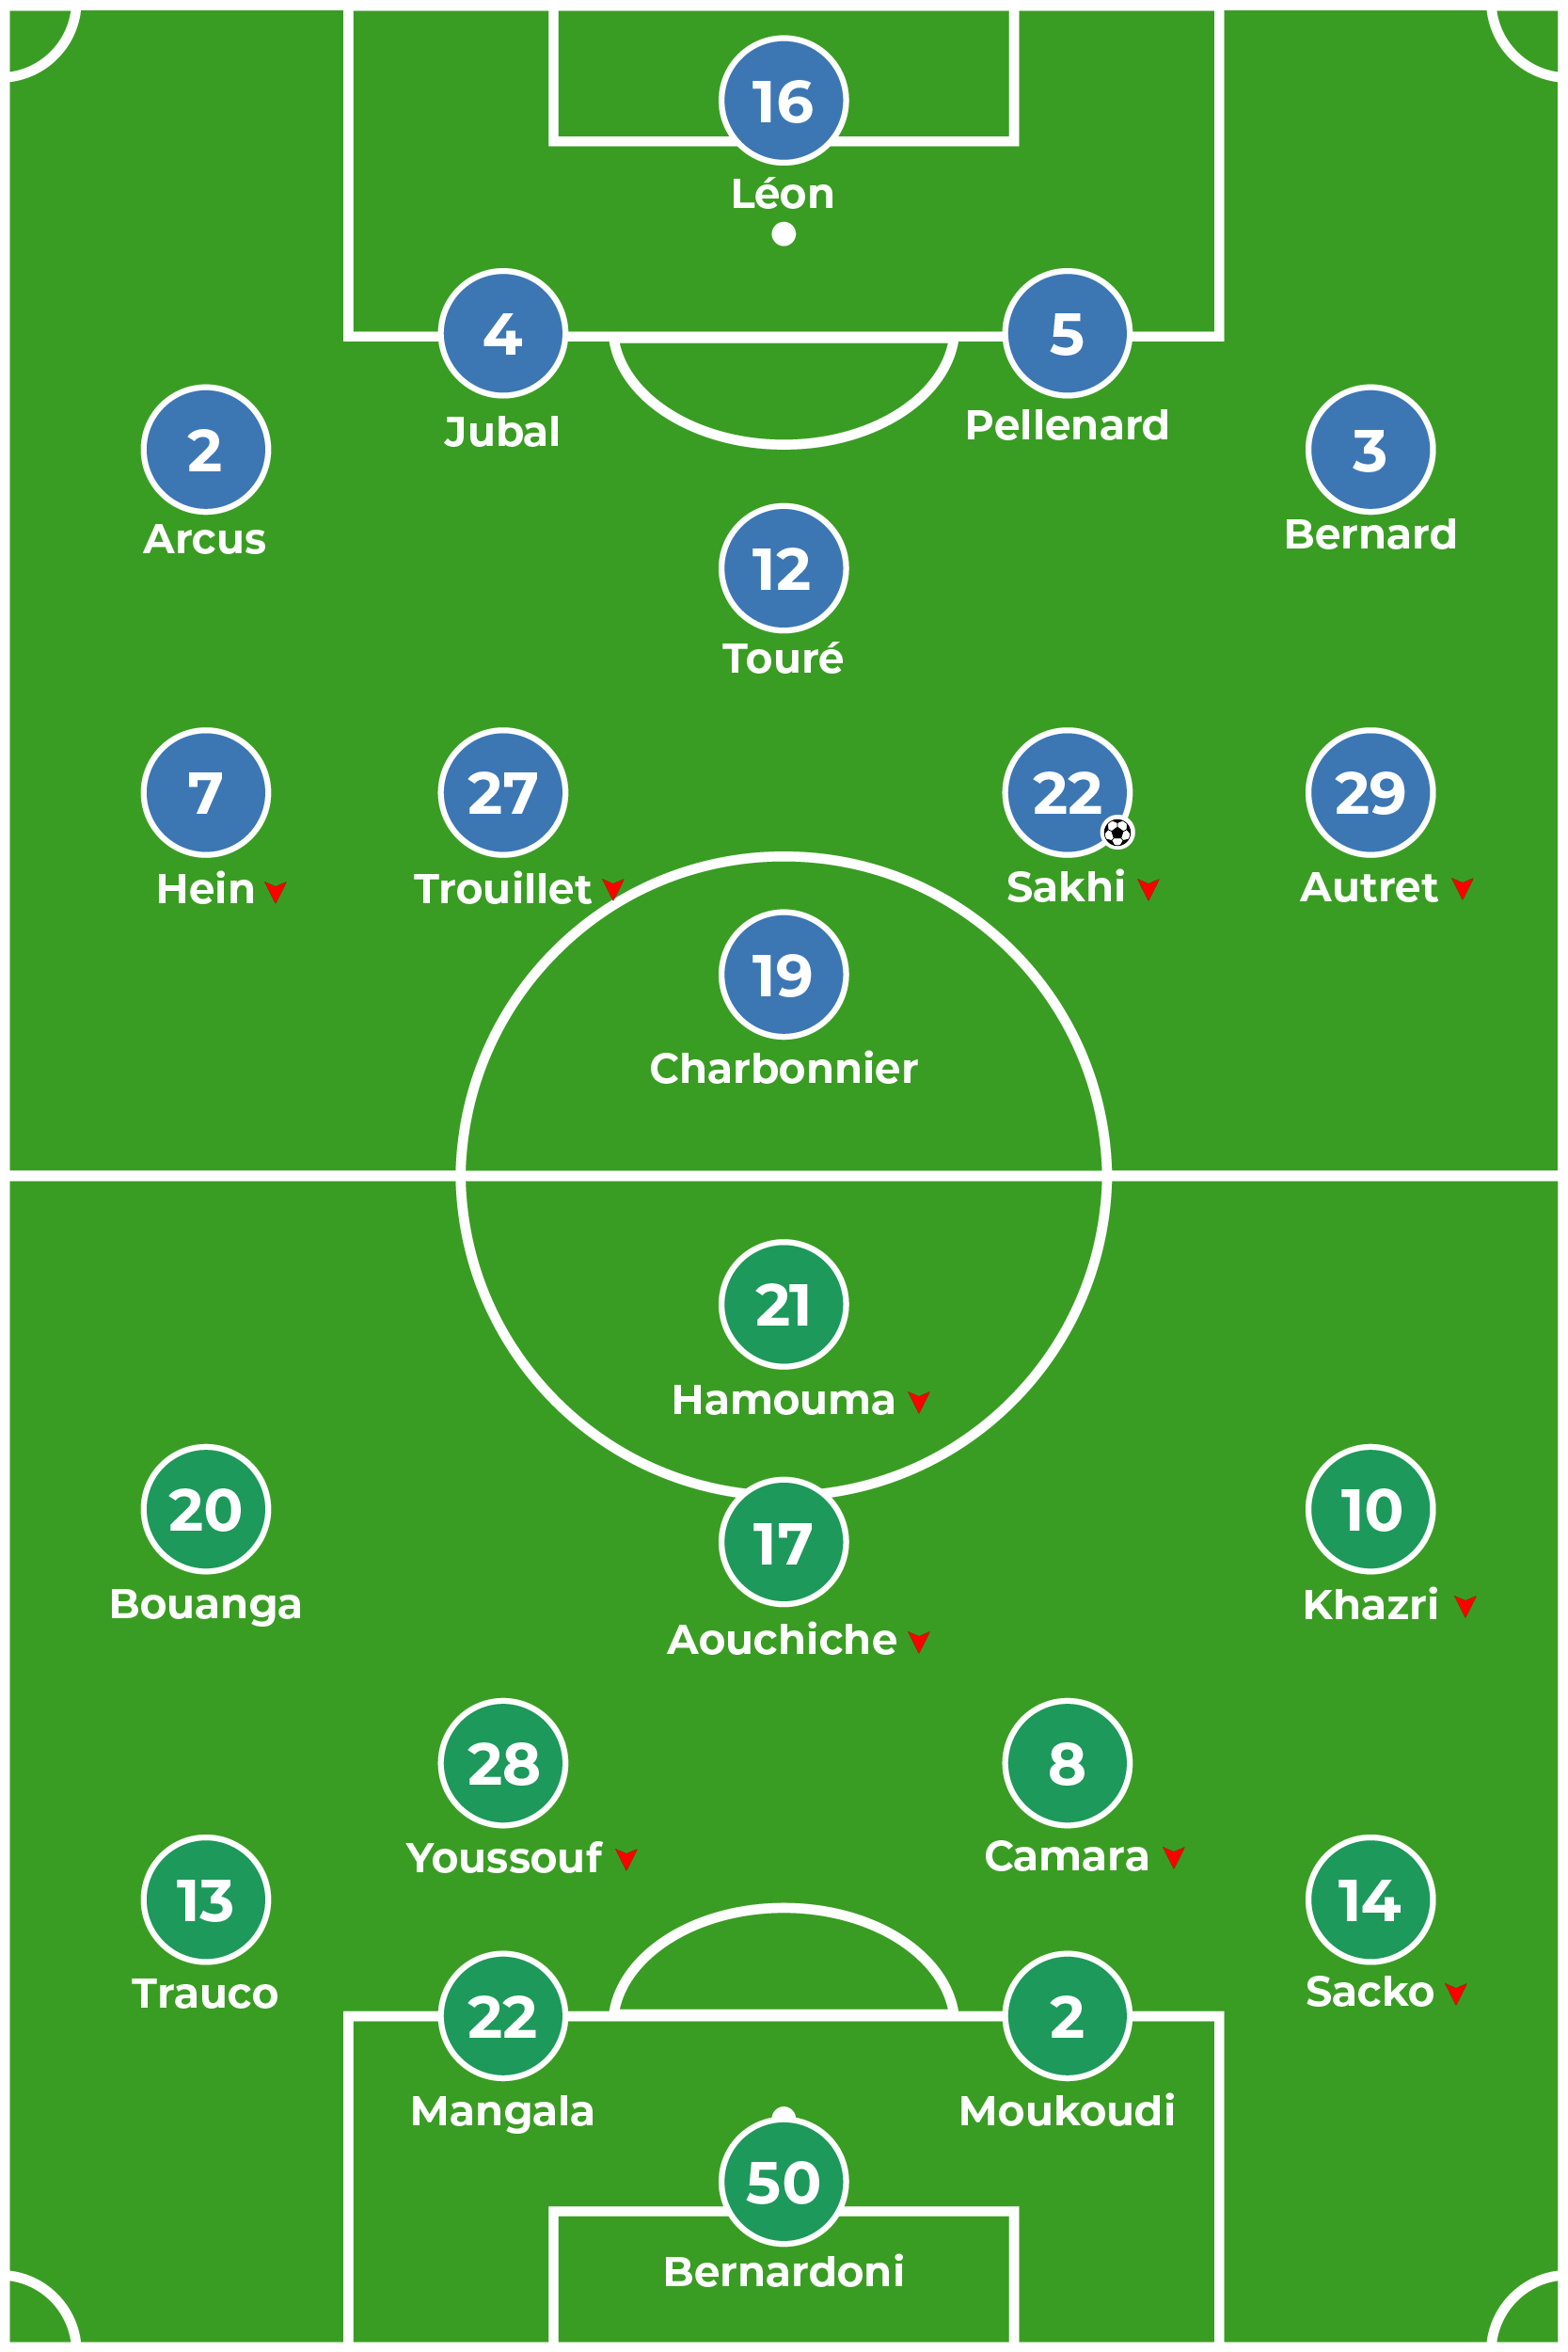 16
Léon
4
5
Jubal
Pellenard
2
3
Arcus
Bernard
12
Touré
7
27
22
29
Hein
Trouillet
Sakhi
Autret
19
Charbonnier
21
Hamouma
20
17
10
Bouanga
Khazri
Aouchiche
28
8
Youssouf
Camara
13
14
Trauco
Sacko
22
2
Mangala
Moukoudi
50
Bernardoni